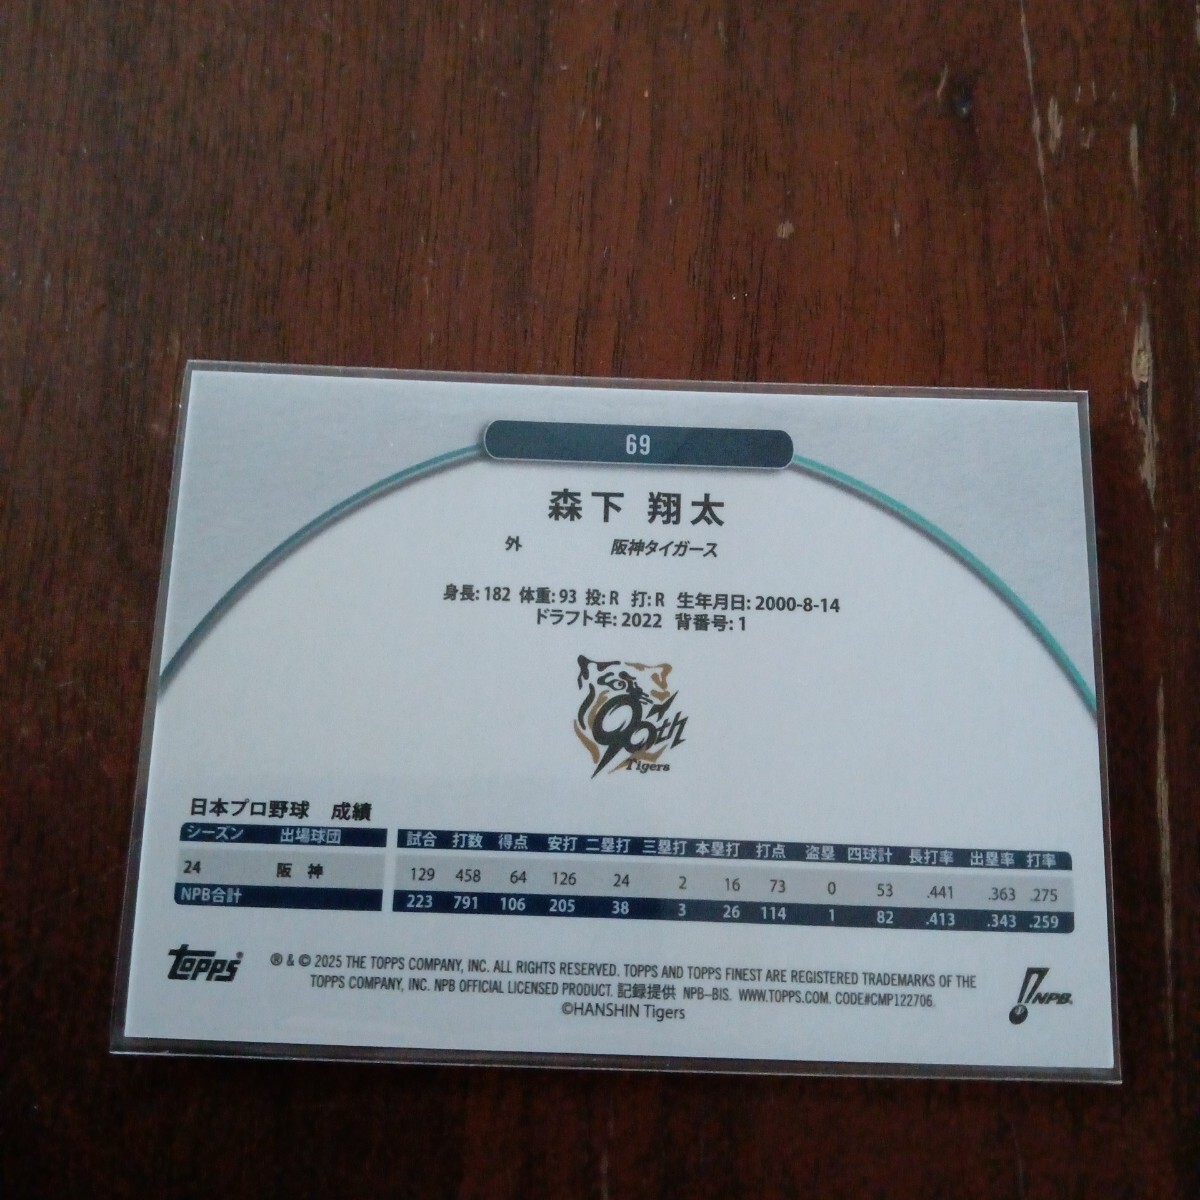 69
森下 翔太
外 阪神タイガース
身長: 182 体重: 93 投: R 打: R 生年月日: 2000-8-14
ドラフト年: 2022 背番号: 1
90th
Tigers
日本プロ野球 成績
シーズン 出場球団 試合 打数 得点 安打 二塁打 三塁打 本塁打 打点 盗塁 四球計 長打率 出塁率 打率
24 阪神 129 458 64 126 24 2 16 73 0 53 .441 .363 .275
NPB合計 223 791 106 205 38 3 26 114 1 82 .413 .343 .259
topps®
® & © 2025 THE TOPPS COMPANY, INC. ALL RIGHTS RESERVED. TOPPS AND TOPPS FINEST ARE REGISTERED TRADEMARKS OF THE
TOPPS COMPANY, INC. NPB OFFICIAL LICENSED PRODUCT. 記録提供 NPB-BIS. WWW.TOPPS.COM. CODE#CMP122706.
©HANSHIN Tigers
NPB®